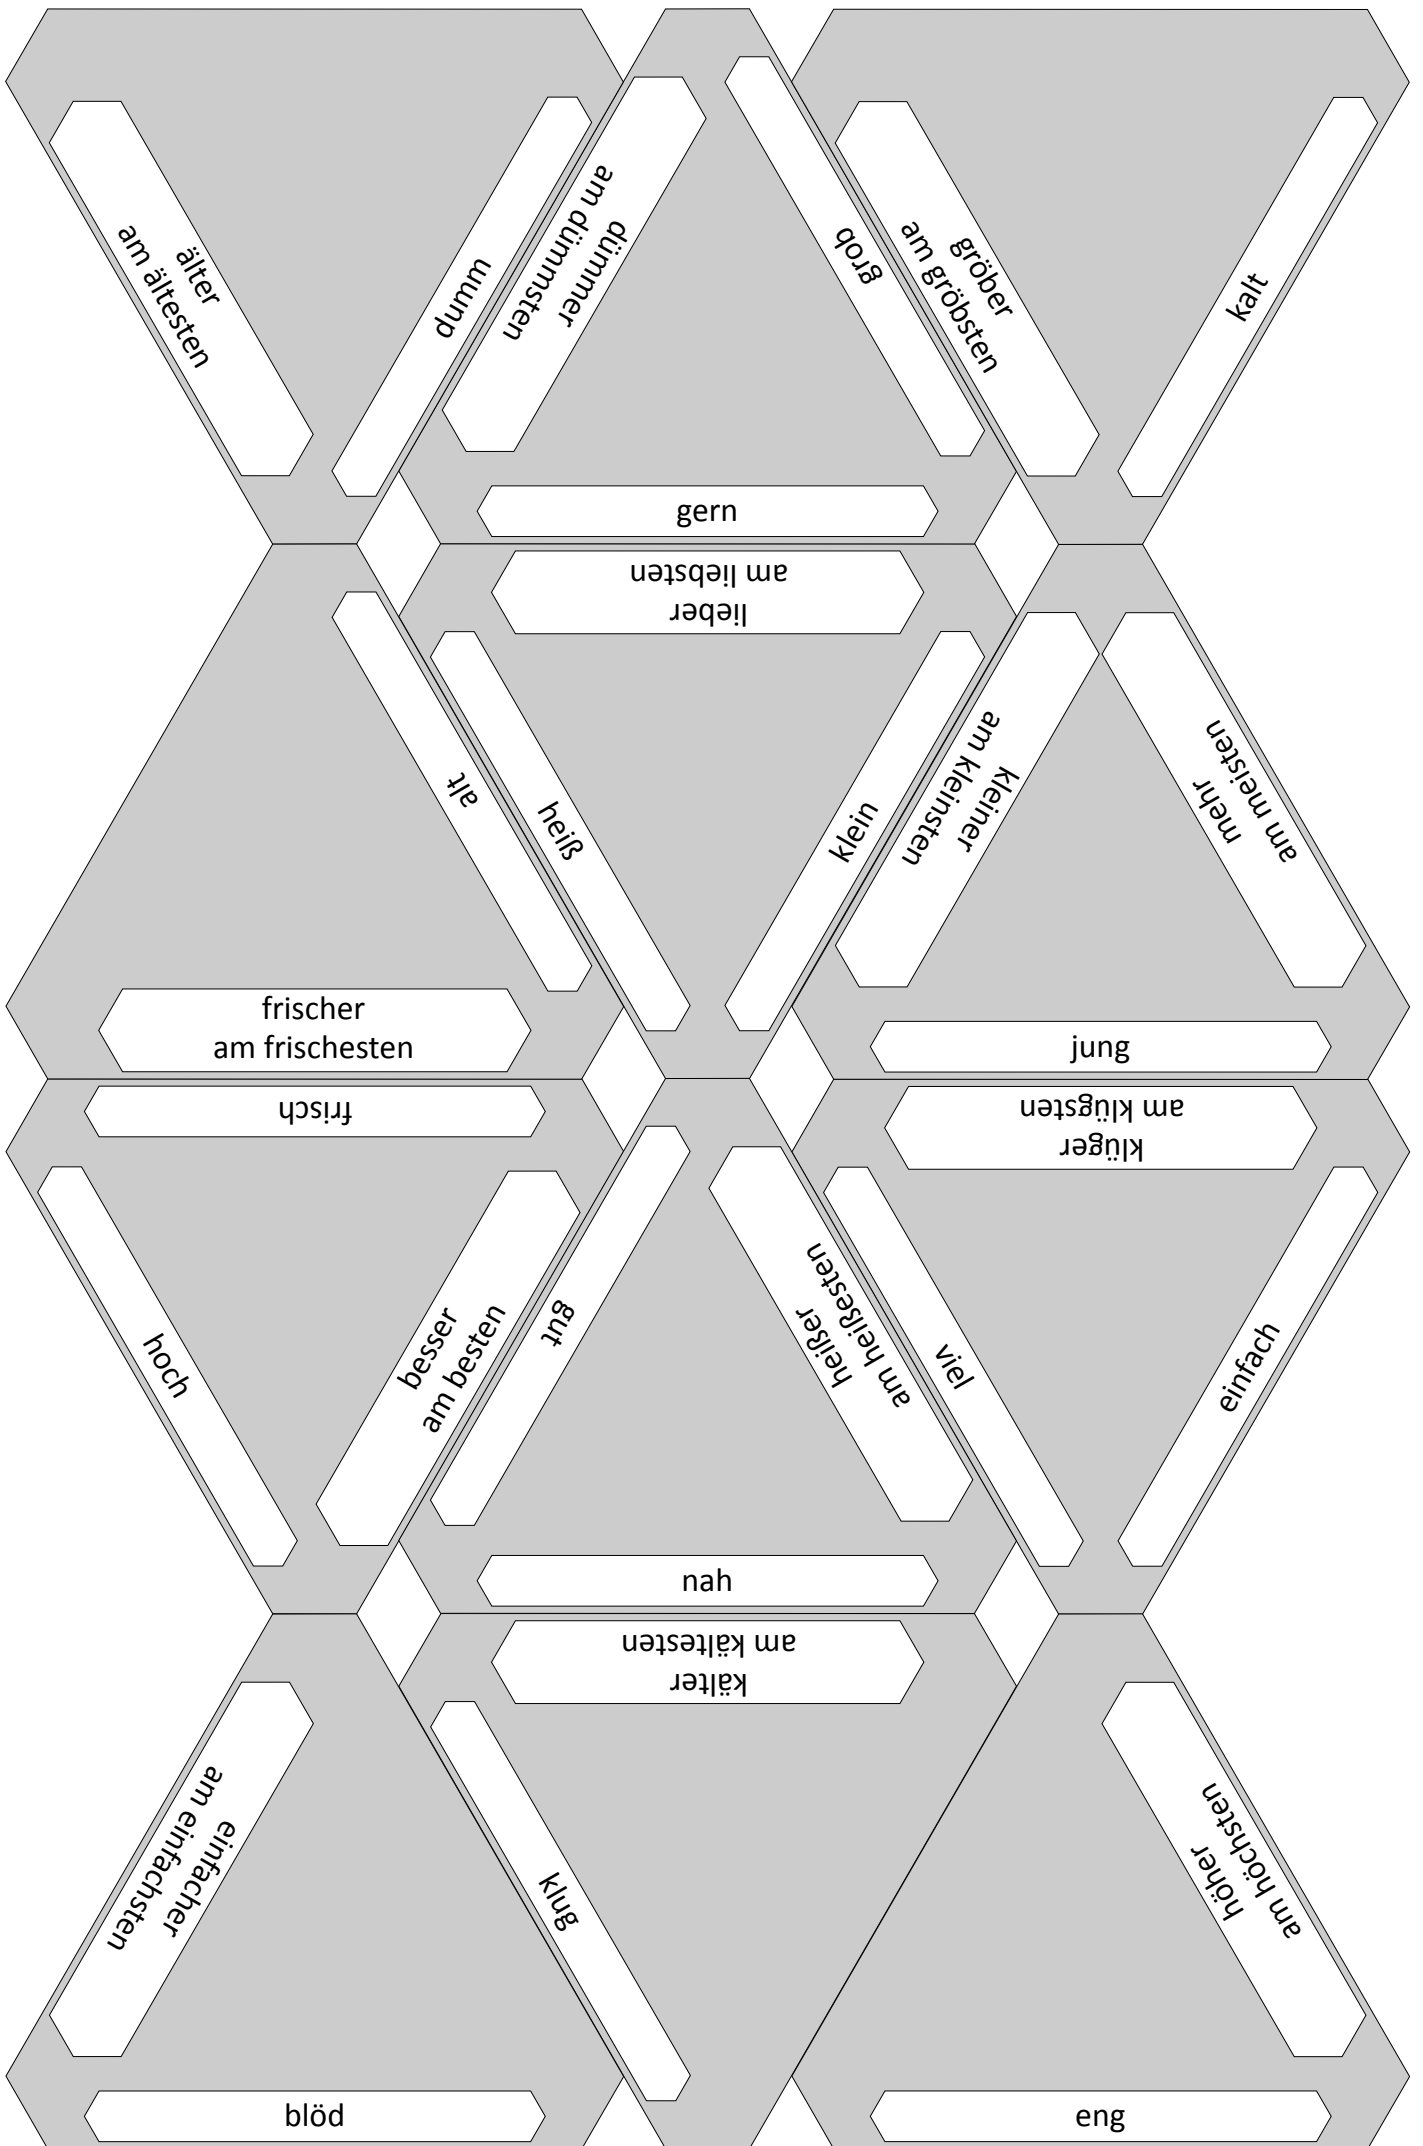 älter
am ältesten
dumm
dümmer
am dümmsten
grob
gröber
am gröbsten
kalt
gern
lieber
am liebsten
alt
heiß
klein
kleiner
am kleinsten
mehr
am meisten
frischer
am frischesten
jung
frisch
klüger
am klügsten
hoch
besser
am besten
gut
heißer
am heißesten
viel
einfach
nah
kälter
am kältesten
einfacher
am einfachsten
klug
höher
am höchsten
blöd
eng